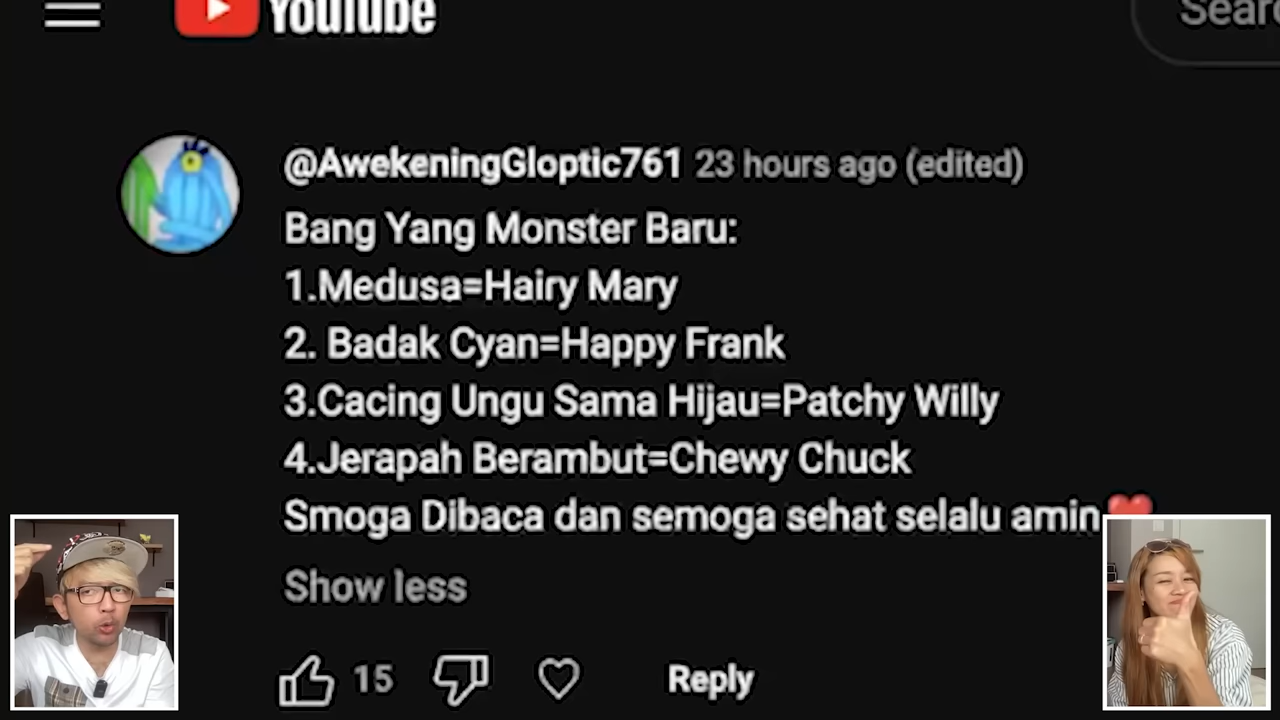 YouTube
Sear
@AwekeningGloptic761 23 hours ago (edited)
Bang Yang Monster Baru:
1.Medusa=Hairy Mary
2. Badak Cyan=Happy Frank
3.Cacing Ungu Sama Hijau=Patchy Willy
4.Jerapah Berambut=Chewy Chuck
Smoga Dibaca dan semoga sehat selalu amin❤️
Show less
15
Reply